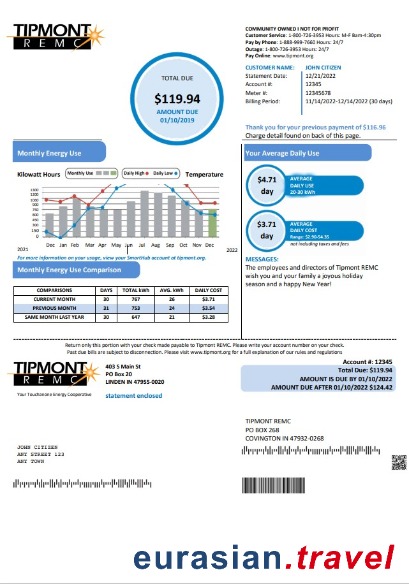 TIPMONT
REMC
COMMUNITY OWNED I NOT FOR PROFIT
Customer Service: 1-800-726-3953 Hours: M-F 8am-4:30pm
Pay by Phone: 1-888-999-7660 Hours: 24/7
Outage: 1-800-726-3953 Hours: 24/7
Pay Online: www.tipmont.org
CUSTOMER NAME: JOHN CITIZEN
Statement Date: 12/21/2022
Account #: 12345
Meter #: 12345678
Billing Period: 11/14/2022-12/14/2022 (30 days)
TOTAL DUE
$119.94
AMOUNT DUE
01/10/2019
Thank you for your previous payment of $116.96
Charge detail found on back of this page.
Monthly Energy Use
Your Average Daily Use
Kilowatt Hours
Monthly Use
Daily High
Daily Low
Temperature
Dec Jan Feb Mar Apr May Jun Jul Aug Sep Oct Nov Dec
2021
2022
For more information on your usage, view your SmartHub account at tipmont.org.
$4.71
day
AVERAGE
DAILY USE
20-30 kWh
$3.71
day
AVERAGE
DAILY COST
Range: $2.90-$4.35
not including taxes and fees
MESSAGES:
The employees and directors of Tipmont REMC
wish you and your family a joyous holiday
season and a happy New Year!
Monthly Energy Use Comparison
COMPARISONS DAYS TOTAL kWh AVG. kWh DAILY COST
CURRENT MONTH 30 767 26 $3.71
PREVIOUS MONTH 31 753 24 $3.54
SAME MONTH LAST YEAR 30 647 21 $3.28
Return only this portion with your check made payable to Tipmont REMC. Please write your account number on your check.
Past due bills are subject to disconnection. Please visit www.tipmont.org for a full explanation of our rules and regulations
TIPMONT
REMC
Your Touchstone Energy Cooperative
403 S Main St
PO Box 20
LINDEN IN 47955-0020
statement enclosed
Account #: 12345
Total Due: $119.94
AMOUNT IS DUE BY 01/10/2022
AMOUNT DUE AFTER 01/10/2022 $124.42
TIPMONT REMC
PO BOX 268
COVINGTON IN 47932-0268
JOHN CITIZEN
ANY STREET 123
ANY TOWN
eurasian.travel